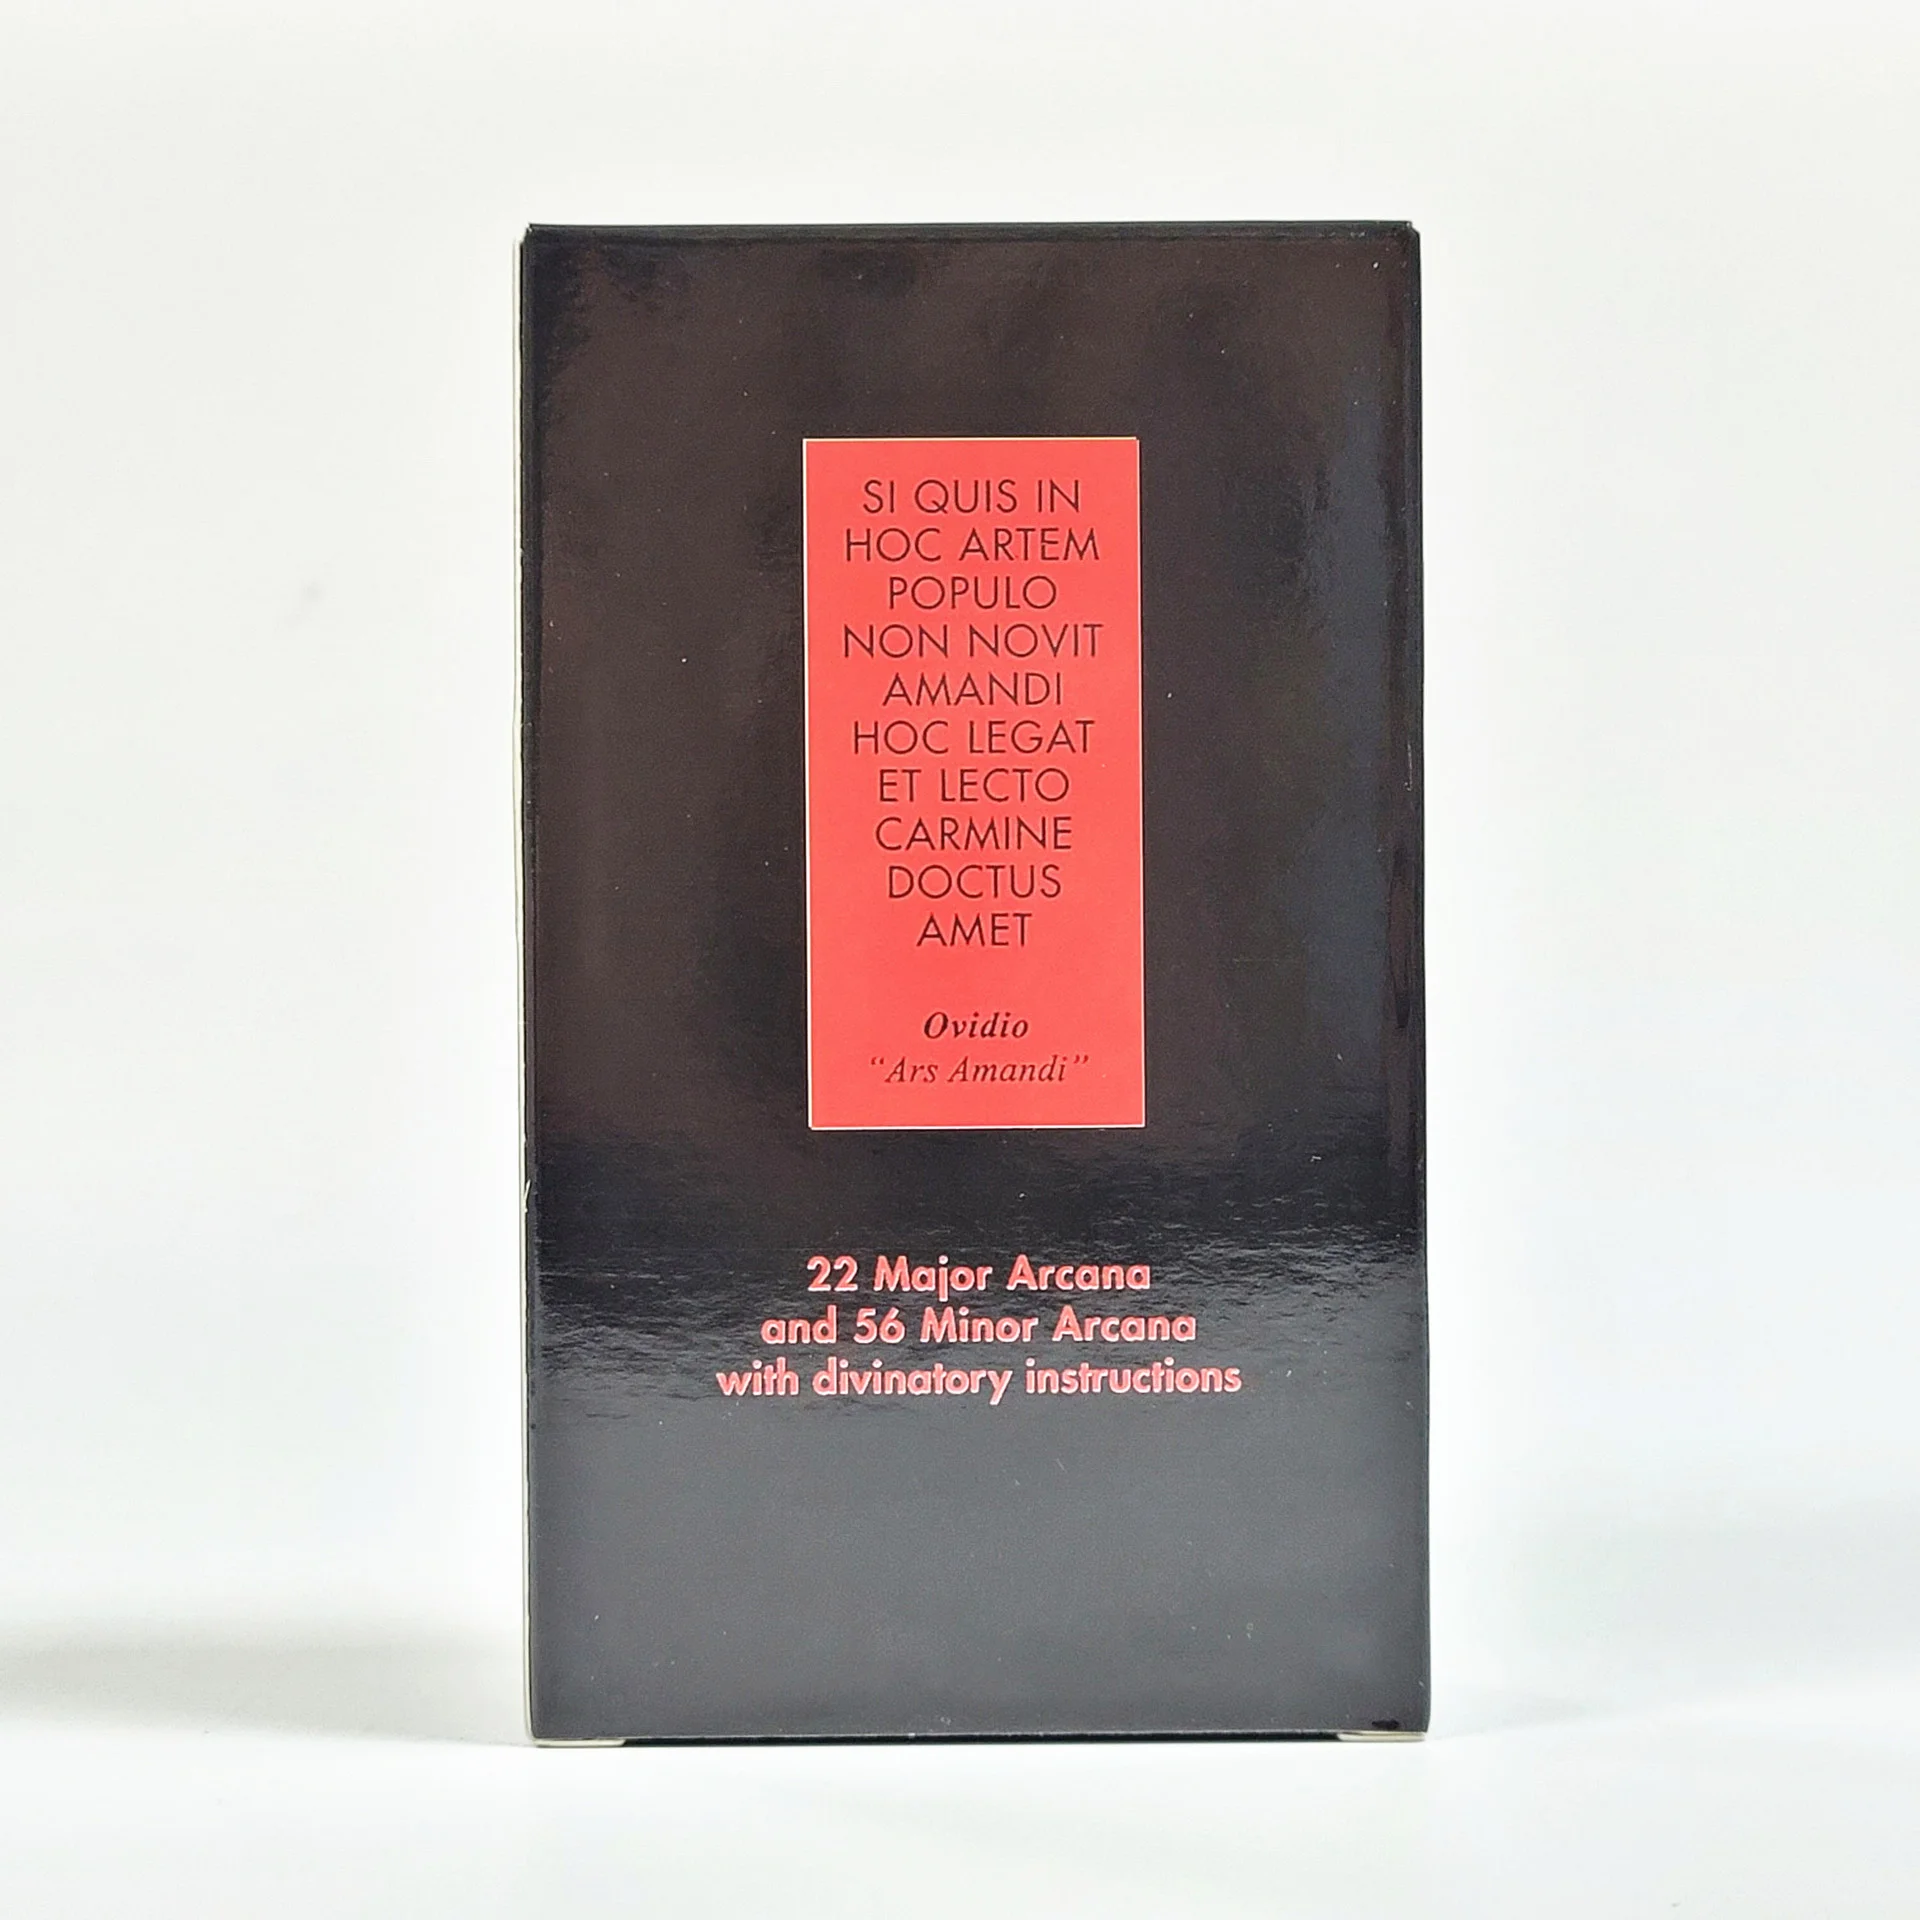 SI QUIS IN
HOC ARTEM
POPULO
NON NOVIT
AMANDI
HOC LEGAT
ET LECTO
CARMINE
DOCTUS
AMET
Ovidio
“Ars Amandi”
22 Major Arcana
and 56 Minor Arcana
with divinatory instructions